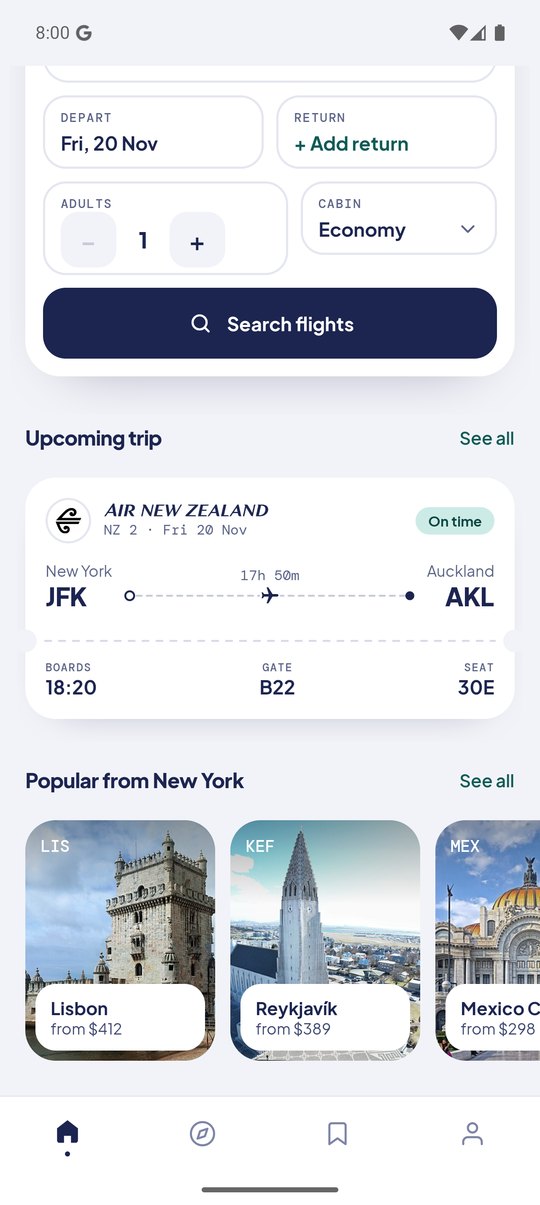 8:00
DEPART
Fri, 20 Nov
RETURN
+ Add return
ADULTS
– 1 +
CABIN
Economy
Search flights
Upcoming trip
See all
AIR NEW ZEALAND
NZ 2 · Fri 20 Nov
On time
New York
JFK
17h 50m
Auckland
AKL
BOARDS
18:20
GATE
B22
SEAT
30E
Popular from New York
See all
LIS
Lisbon
from $412
KEF
Reykjavík
from $389
MEX
Mexico C
from $298